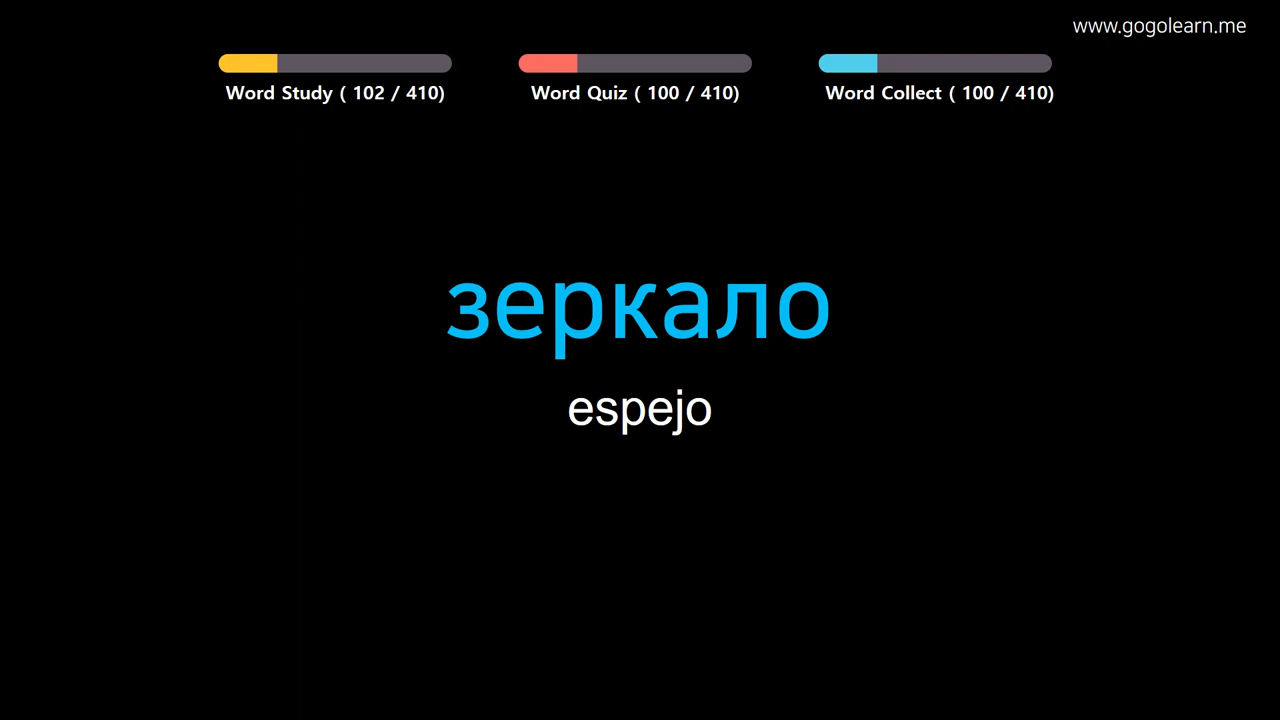 www.gogolearn.me
Word Study ( 102 / 410)
Word Quiz ( 100 / 410)
Word Collect ( 100 / 410)
зеркало
espejo